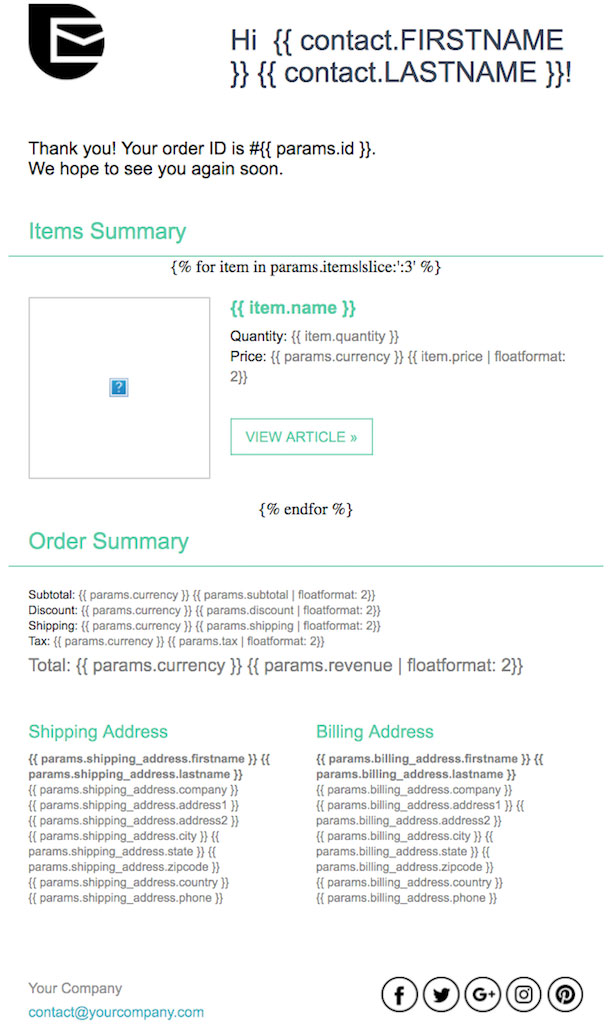 Hi  {{ contact.FIRSTNAME
}} {{ contact.LASTNAME }}!
Thank you! Your order ID is #{{ params.id }}.
We hope to see you again soon.
Items Summary
{% for item in params.items|slice:':3' %}
{{ item.name }}
Quantity: {{ item.quantity }}
Price: {{ params.currency }} {{ item.price | floatformat:
2}}
VIEW ARTICLE »
{% endfor %}
Order Summary
Subtotal: {{ params.currency }} {{ params.subtotal | floatformat: 2}}
Discount: {{ params.currency }} {{ params.discount | floatformat: 2}}
Shipping: {{ params.currency }} {{ params.shipping | floatformat: 2}}
Tax: {{ params.currency }} {{ params.tax | floatformat: 2}}
Total: {{ params.currency }} {{ params.revenue | floatformat: 2}}
Shipping Address
{{ params.shipping_address.firstname }} {{
params.shipping_address.lastname }}
{{ params.shipping_address.company }}
{{ params.shipping_address.address1 }}
{{ params.shipping_address.address2 }}
{{ params.shipping_address.city }} {{
params.shipping_address.state }} {{
params.shipping_address.zipcode }}
{{ params.shipping_address.country }}
{{ params.shipping_address.phone }}
Billing Address
{{ params.billing_address.firstname }} {{
params.billing_address.lastname }}
{{ params.billing_address.company }}
{{ params.billing_address.address1 }} {{
params.billing_address.address2 }}
{{ params.billing_address.city }} {{
params.billing_address.state }} {{
params.billing_address.zipcode }}
{{ params.billing_address.country }}
{{ params.billing_address.phone }}
Your Company
contact@yourcompany.com